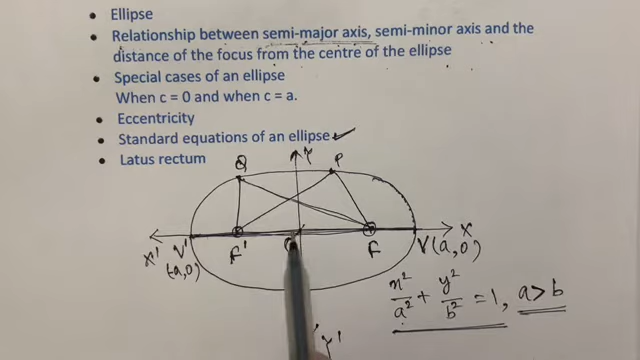 Ellipse
Relationship between semi-major axis, semi-minor axis and the
distance of the focus from the centre of the ellipse
Special cases of an ellipse
When c = 0 and when c = a.
Eccentricity
Standard equations of an ellipse
Latus rectum
Q P Y
X' V' F' F V(a,0) X
(a,0)
x²/a² + y²/b² = 1, a>b
Y'